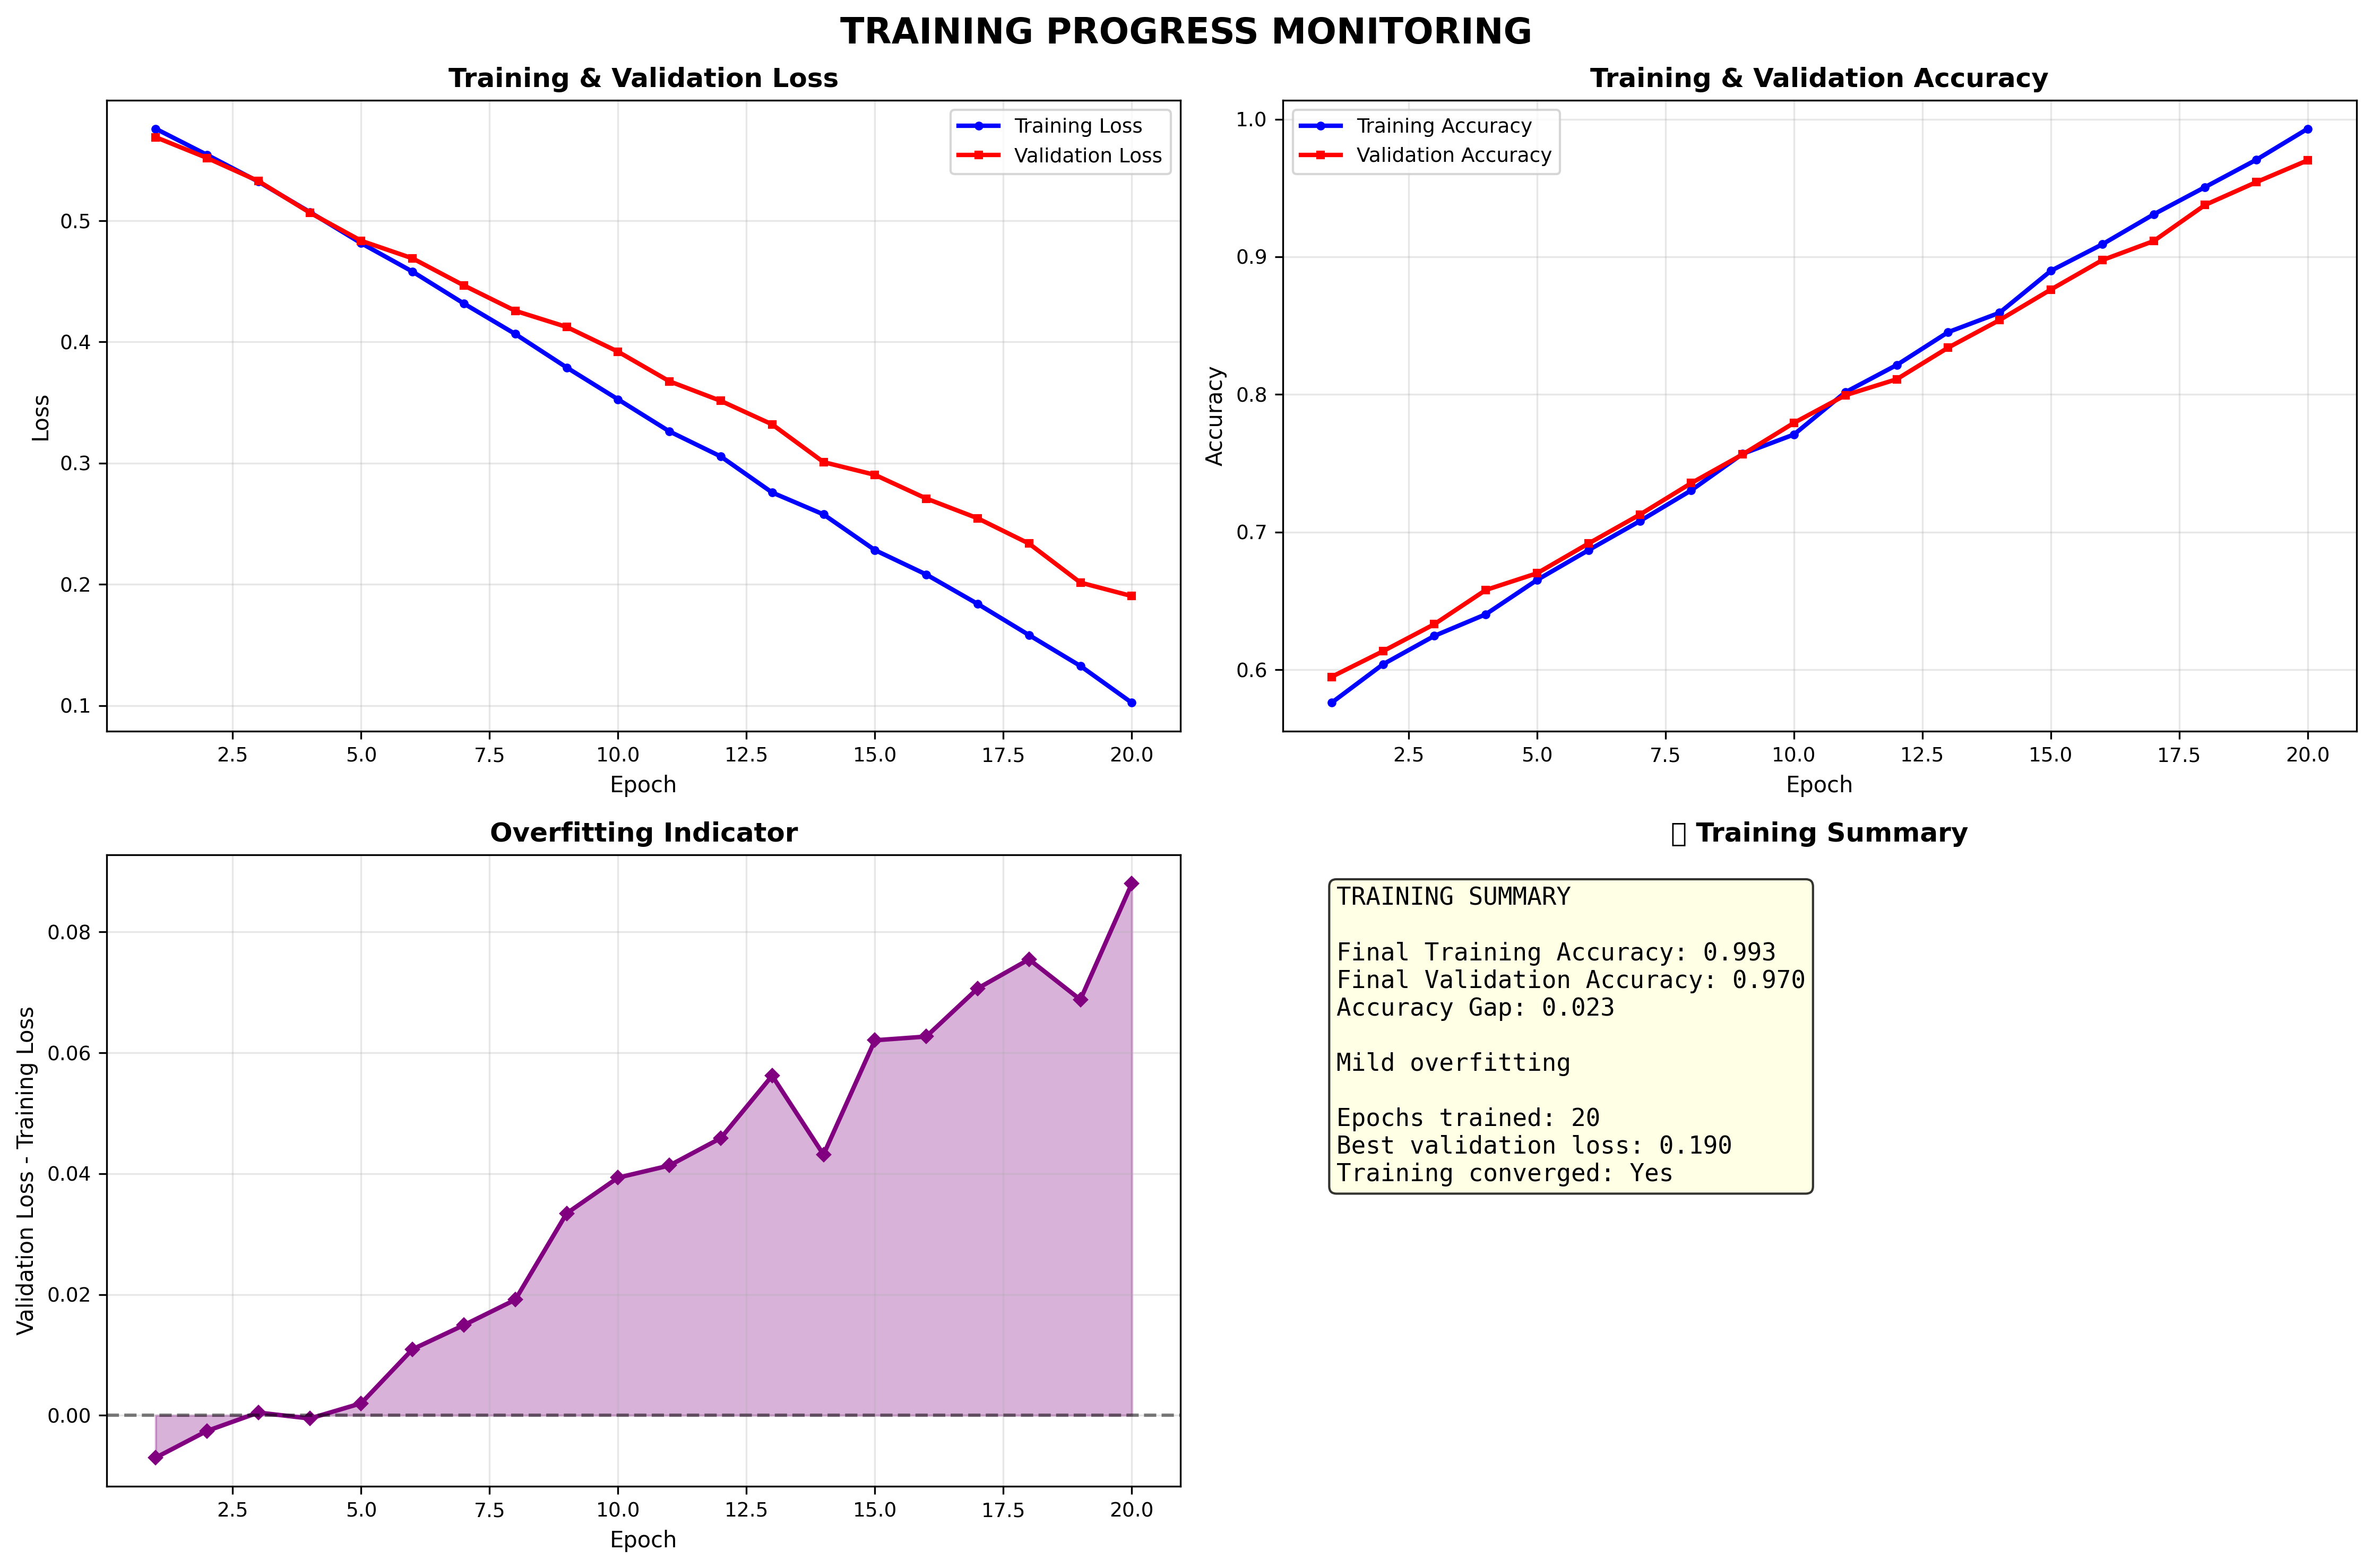 TRAINING PROGRESS MONITORING
Training & Validation Loss
Training Loss
Validation Loss
Loss
0.5
0.4
0.3
0.2
0.1
2.5 5.0 7.5 10.0 12.5 15.0 17.5 20.0
Epoch
Training & Validation Accuracy
Training Accuracy
Validation Accuracy
Accuracy
1.0
0.9
0.8
0.7
0.6
2.5 5.0 7.5 10.0 12.5 15.0 17.5 20.0
Epoch
Overfitting Indicator
Validation Loss - Training Loss
0.08
0.06
0.04
0.02
0.00
2.5 5.0 7.5 10.0 12.5 15.0 17.5 20.0
Epoch
Training Summary
TRAINING SUMMARY
Final Training Accuracy: 0.993
Final Validation Accuracy: 0.970
Accuracy Gap: 0.023
Mild overfitting
Epochs trained: 20
Best validation loss: 0.190
Training converged: Yes